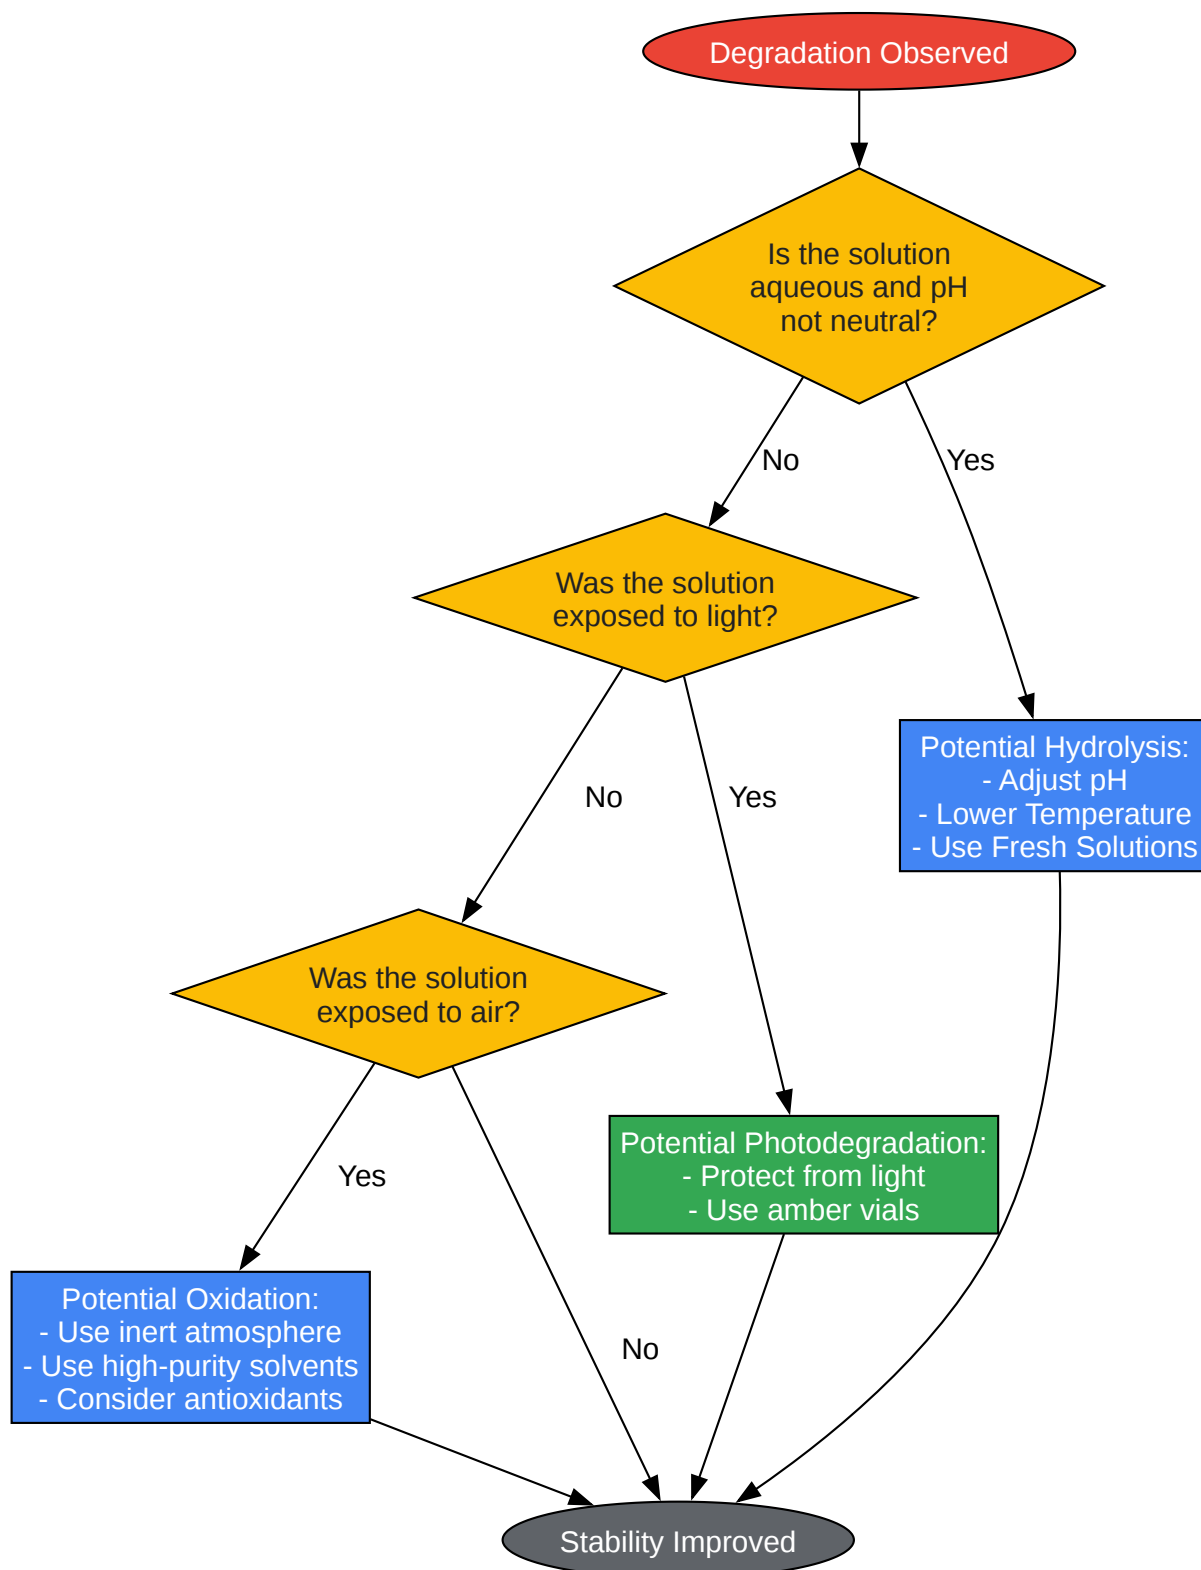 Degradation Observed
Is the solution
aqueous and pH
not neutral?
No
Yes
Was the solution
exposed to light?
Potential Hydrolysis:
- Adjust pH
- Lower Temperature
- Use Fresh Solutions
No
Yes
Was the solution
exposed to air?
Potential Photodegradation:
- Protect from light
- Use amber vials
Yes
Potential Oxidation:
- Use inert atmosphere
- Use high-purity solvents
- Consider antioxidants
No
Stability Improved